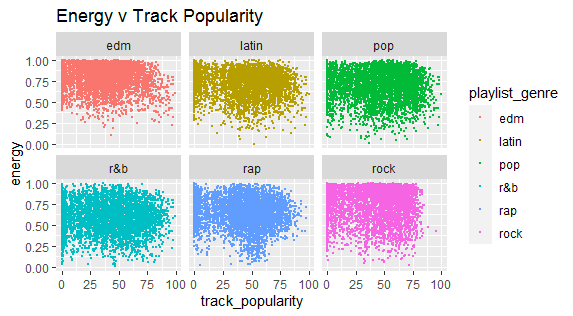 Energy v Track Popularity
edm latin pop
1.00
0.75
0.50
0.25
0.00
r&b rap rock
1.00
0.75
0.50
0.25
0.00
0 25 50 75 100 0 25 50 75 100 0 25 50 75 100
energy
track_popularity
playlist_genre
edm
latin
pop
r&b
rap
rock